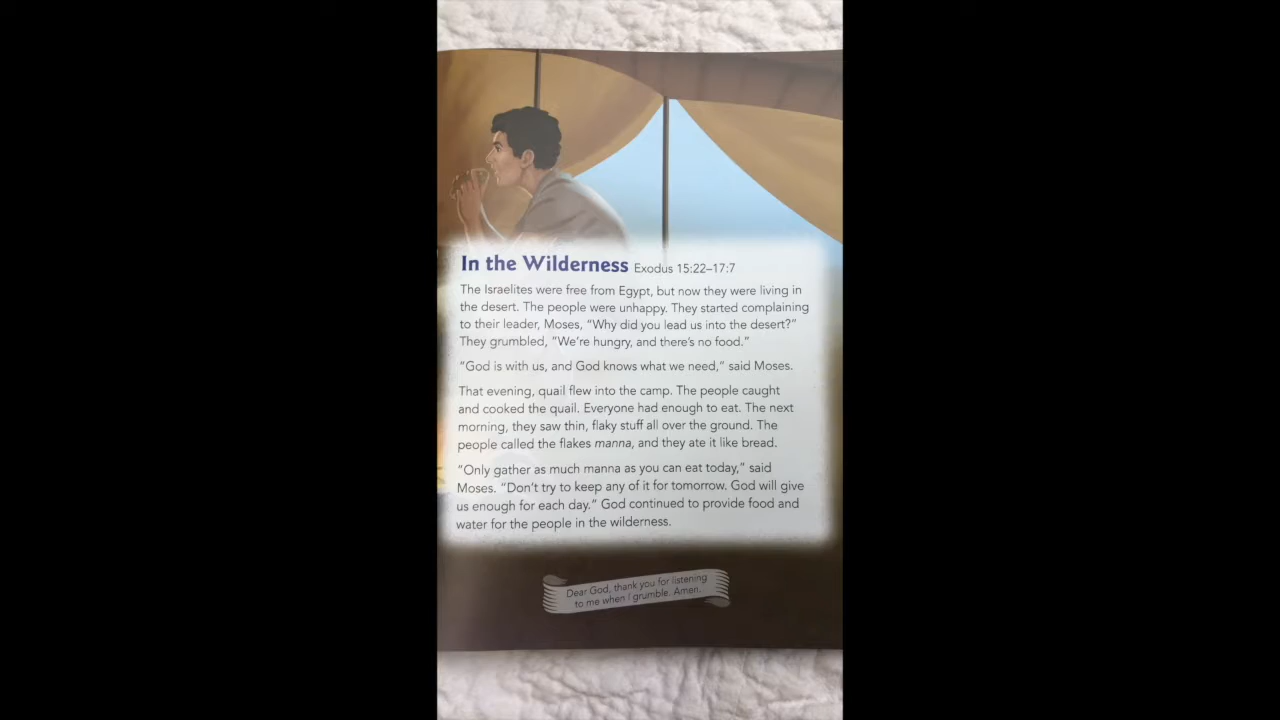 In the Wilderness Exodus 15:22–17:7
The Israelites were free from Egypt, but now they were living in
the desert. The people were unhappy. They started complaining
to their leader, Moses, “Why did you lead us into the desert?”
They grumbled, “We’re hungry, and there’s no food.”
“God is with us, and God knows what we need,” said Moses.
That evening, quail flew into the camp. The people caught
and cooked the quail. Everyone had enough to eat. The next
morning, they saw thin, flaky stuff all over the ground. The
people called the flakes manna, and they ate it like bread.
“Only gather as much manna as you can eat today,” said
Moses. “Don’t try to keep any of it for tomorrow. God will give
us enough for each day.” God continued to provide food and
water for the people in the wilderness.
Dear God, thank you for listening
to me when I grumble. Amen.